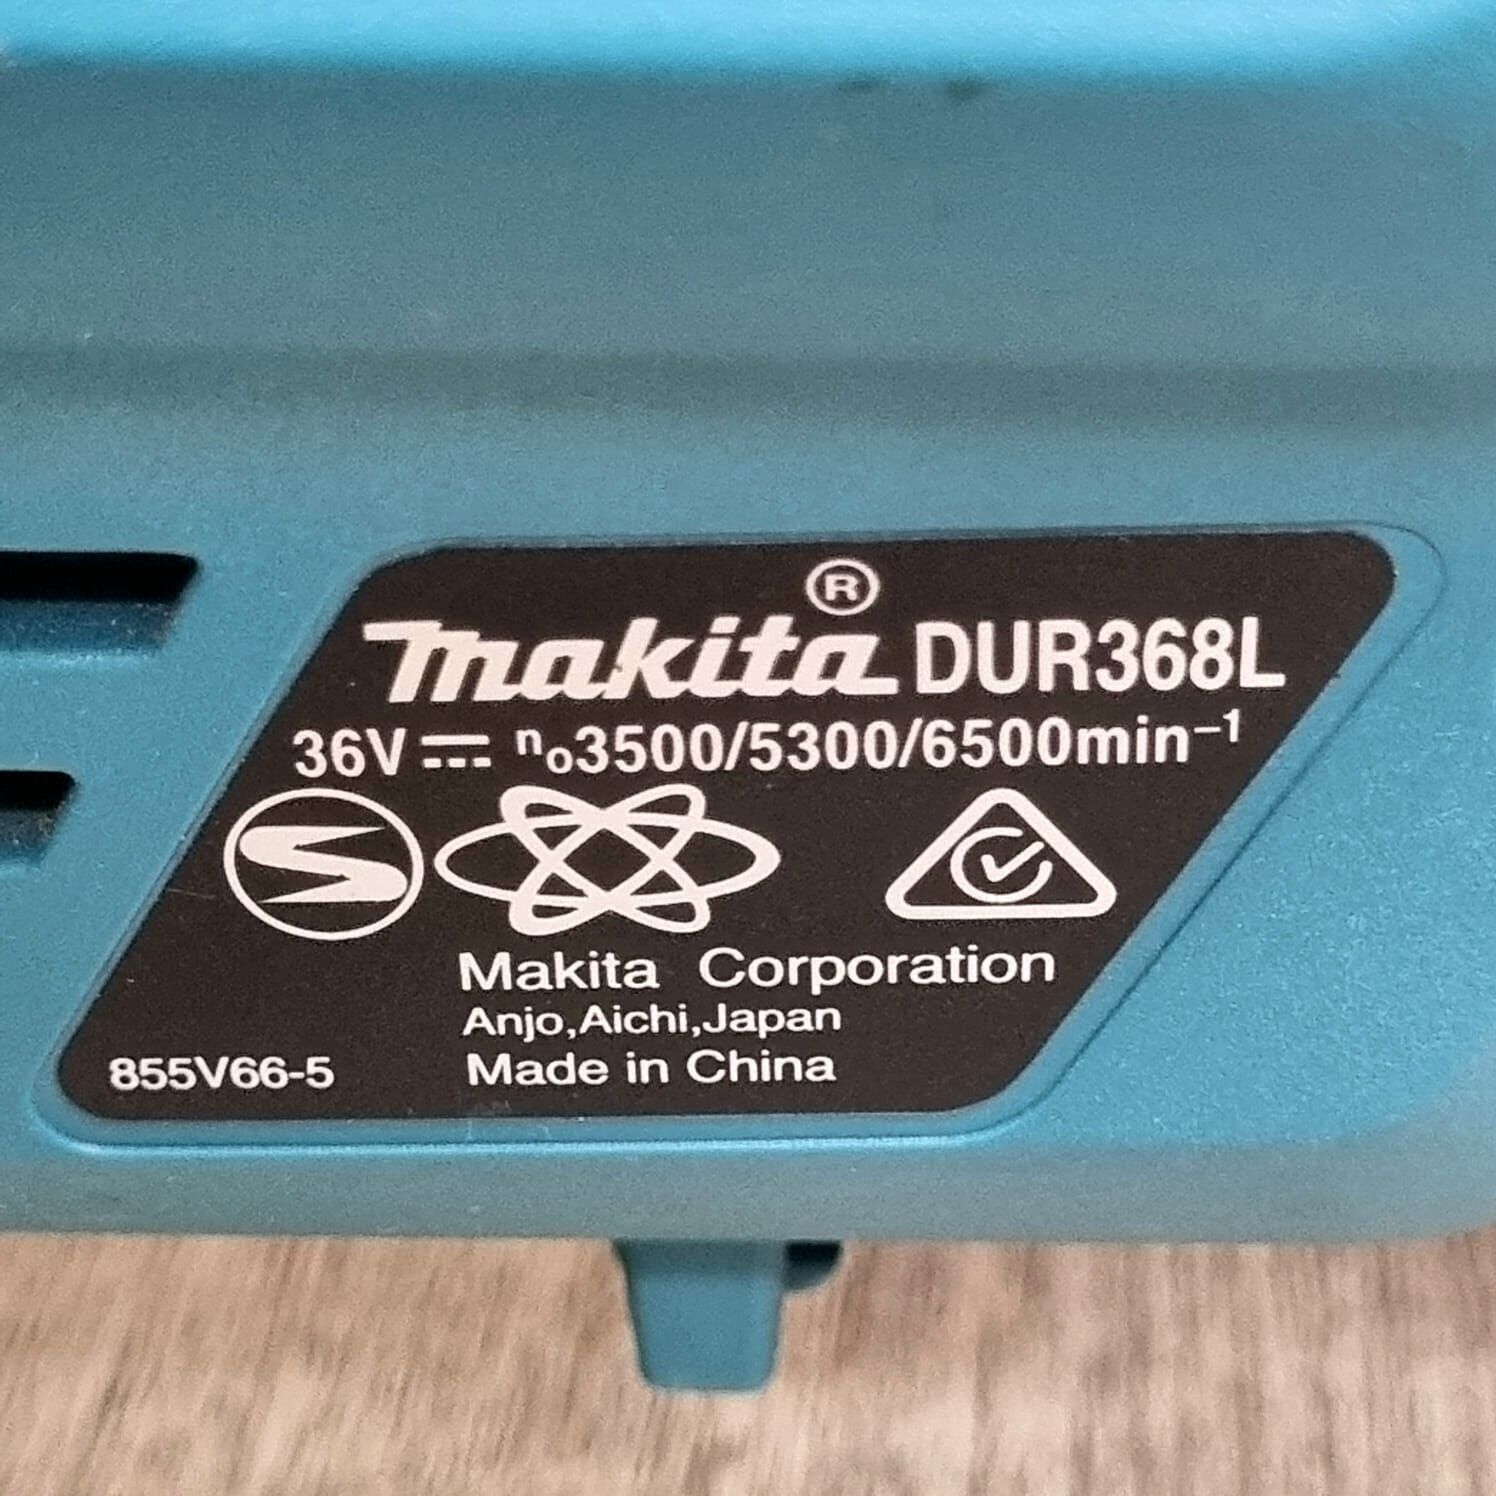 makita® DUR368L
36V⎓ n₀3500/5300/6500min⁻¹
Makita Corporation
Anjo,Aichi,Japan
Made in China
855V66-5